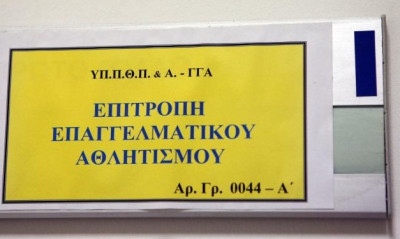 ΥΠ.Π.Θ.Π. & Α. - ΓΓΑ
ΕΠΙΤΡΟΠΗ
ΕΠΑΓΓΕΛΜΑΤΙΚΟΥ
ΑΘΛΗΤΙΣΜΟΥ
Αρ. Γρ. 0044 – Α΄